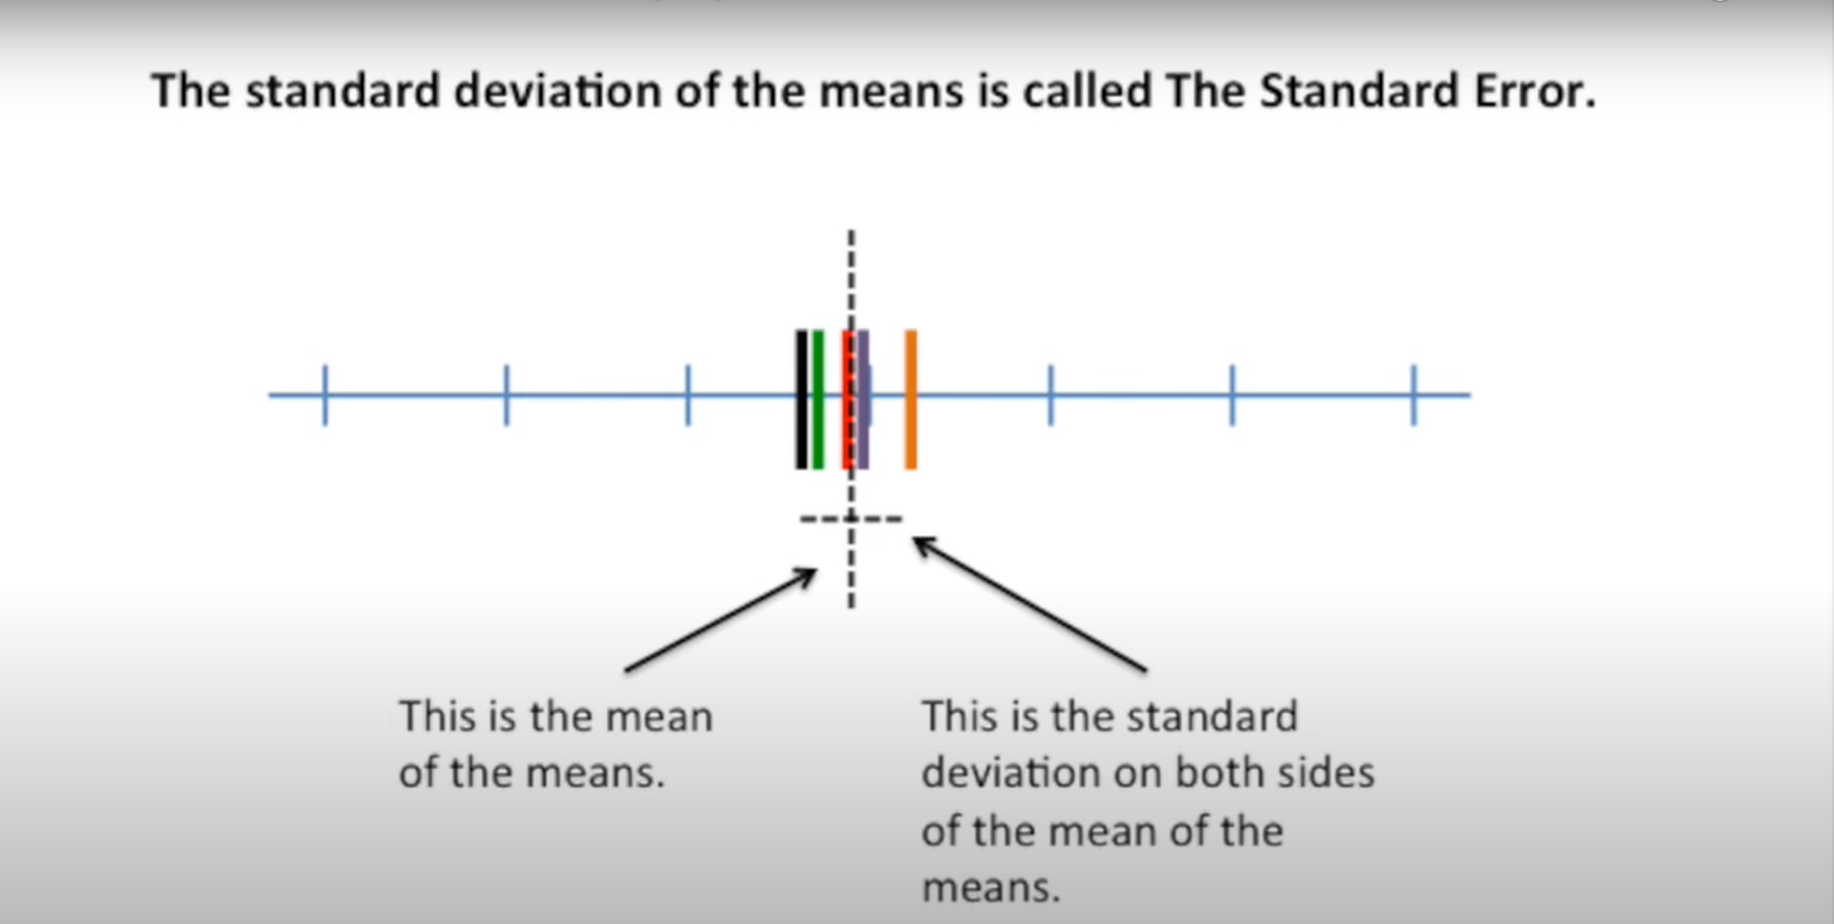 The standard deviation of the means is called The Standard Error.
This is the mean
of the means.
This is the standard
deviation on both sides
of the mean of the
means.